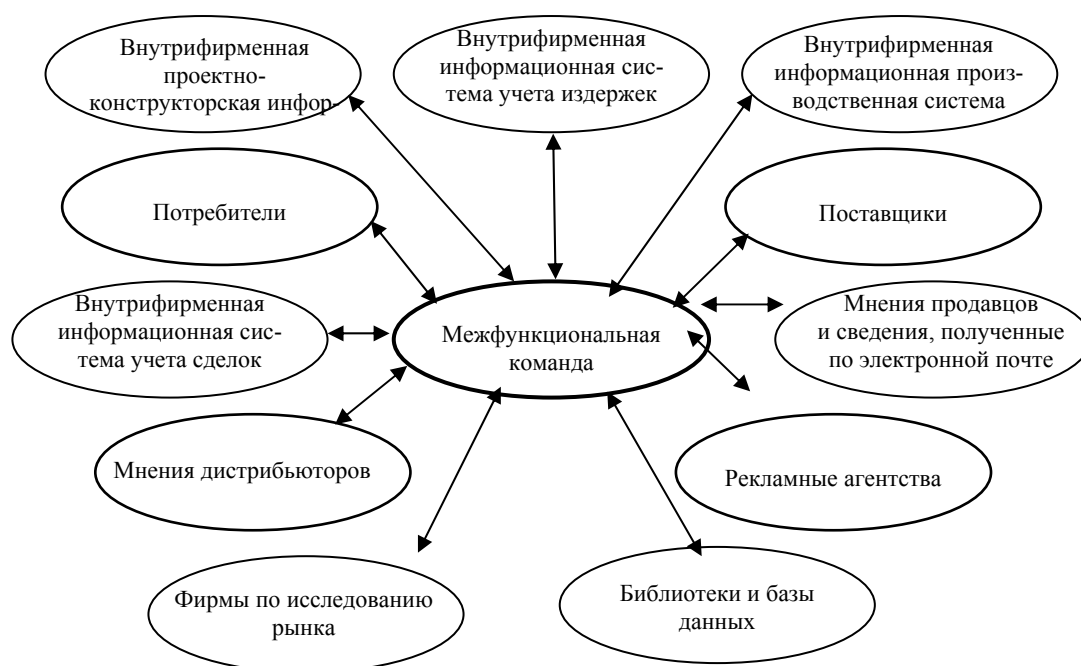 Внутрифирменная
проектно-
конструкторская инфор-
Внутрифирменная
информационная сис-
тема учета издержек
Внутрифирменная
информационная произ-
водственная система
Потребители
Поставщики
Внутрифирменная
информационная сис-
тема учета сделок
Межфункциональная
команда
Мнения продавцов
и сведения, полученные
по электронной почте
Мнения дистрибьюторов
Рекламные агентства
Фирмы по исследованию
рынка
Библиотеки и базы
данных